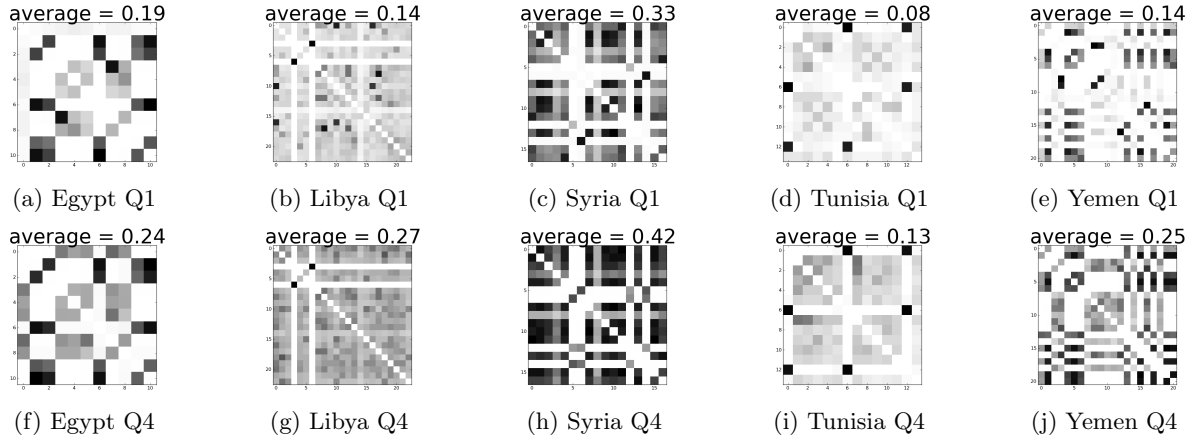 average = 0.19 average = 0.14 average = 0.33 average = 0.08 average = 0.14
(a) Egypt Q1 (b) Libya Q1 (c) Syria Q1 (d) Tunisia Q1 (e) Yemen Q1
average = 0.24 average = 0.27 average = 0.42 average = 0.13 average = 0.25
(f) Egypt Q4 (g) Libya Q4 (h) Syria Q4 (i) Tunisia Q4 (j) Yemen Q4